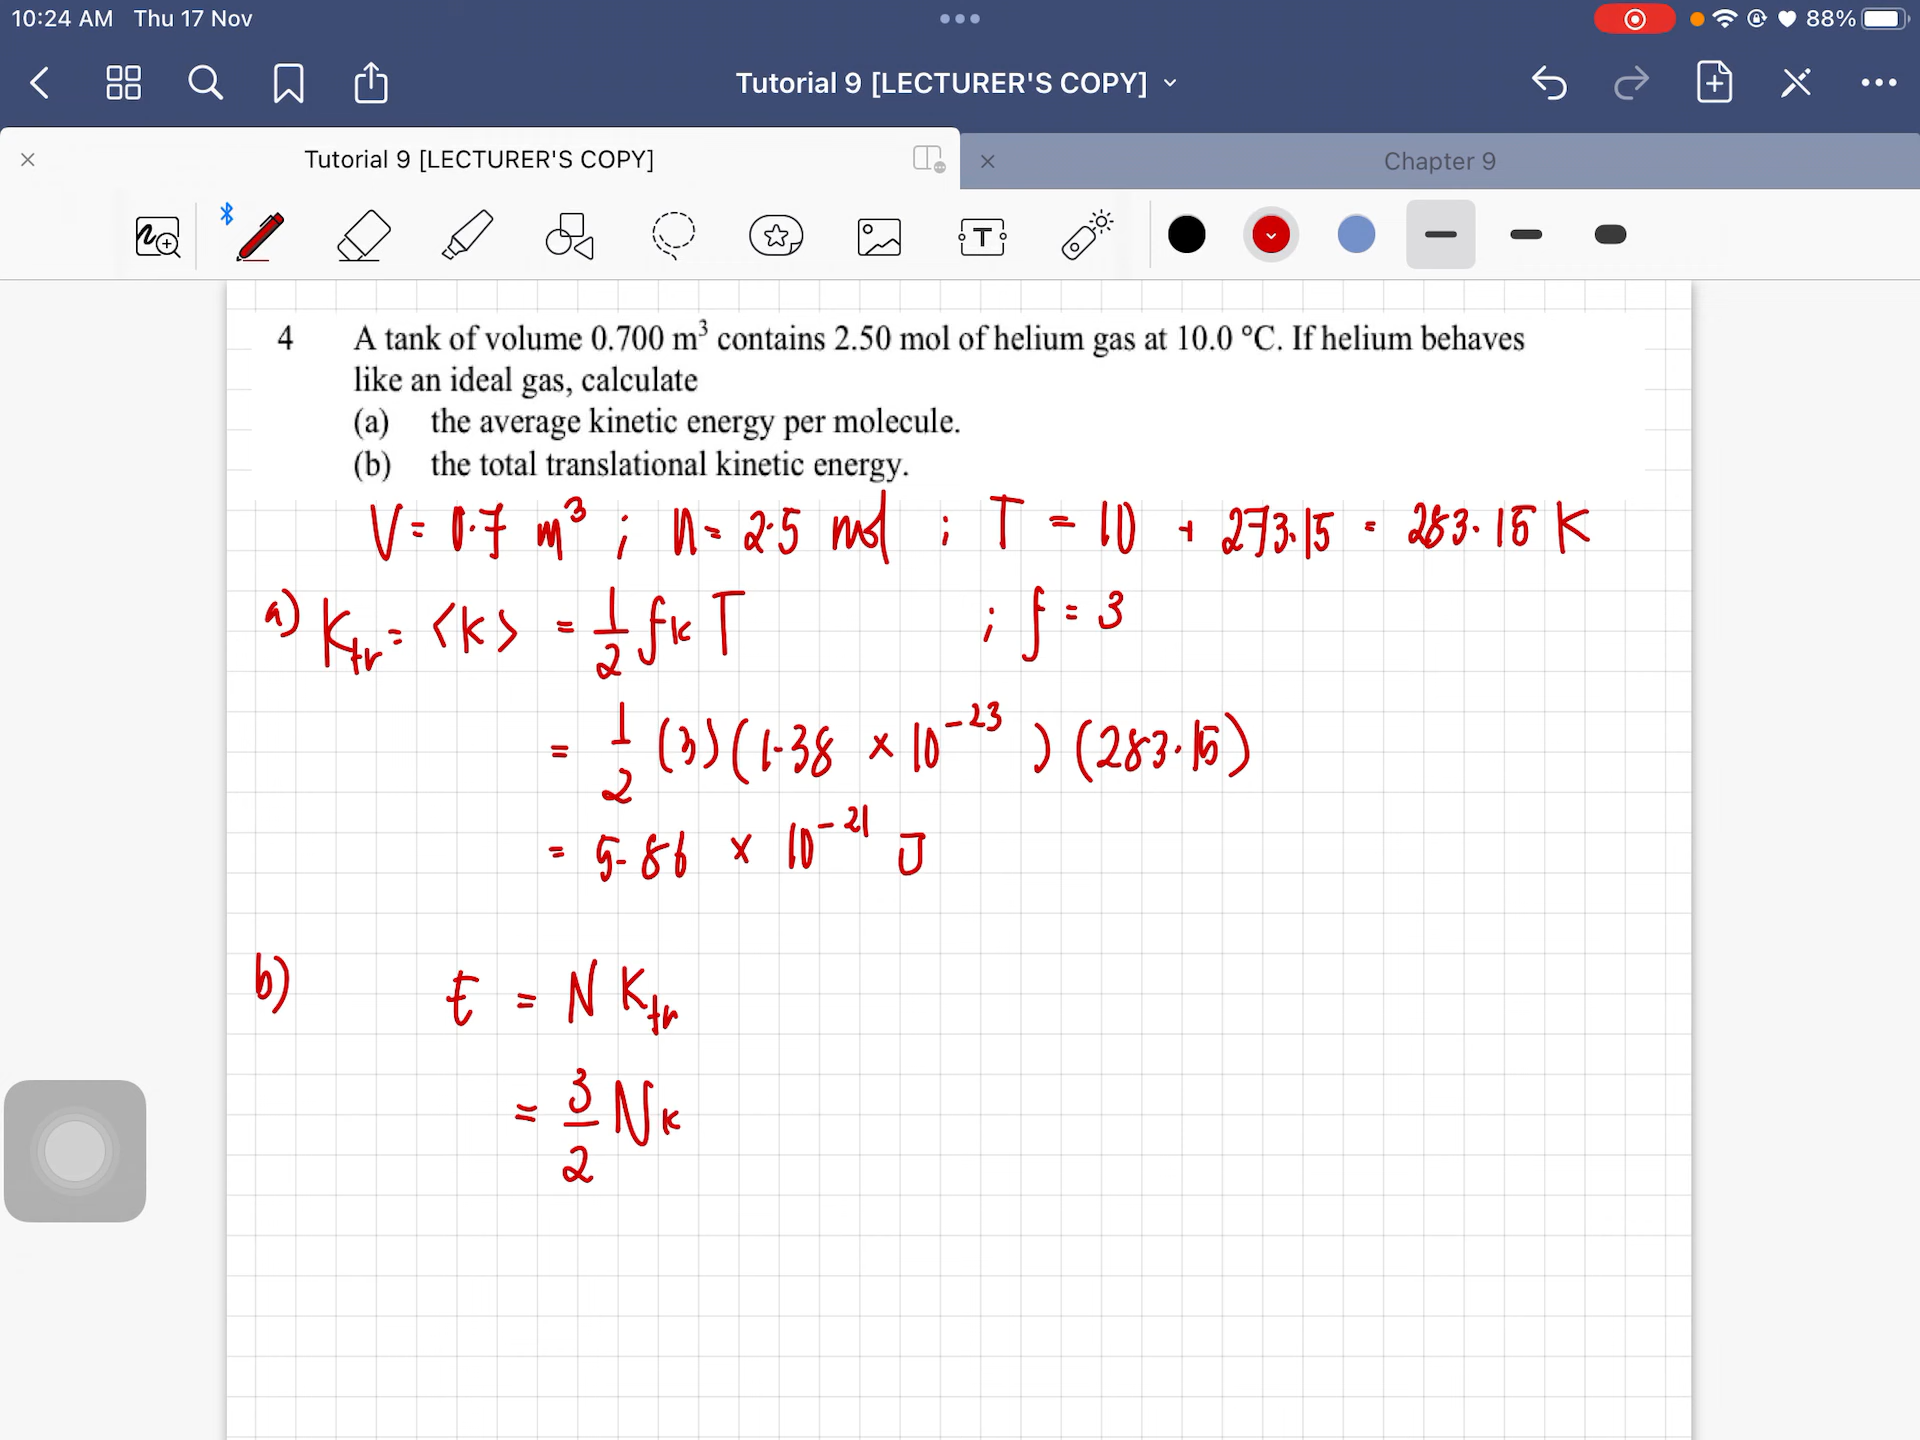 10:24 AM Thu 17 Nov
88%
Tutorial 9 [LECTURER'S COPY]
Tutorial 9 [LECTURER'S COPY]
Chapter 9
T
4 A tank of volume 0.700 m³ contains 2.50 mol of helium gas at 10.0 °C. If helium behaves
like an ideal gas, calculate
(a) the average kinetic energy per molecule.
(b) the total translational kinetic energy.
V = 0.7 m³ ; n = 2.5 mol ; T = 10 + 273.15 = 283.15 K
a) Ktr = <K> = 1/2 fkT ; f = 3
= 1/2 (3)(1.38 × 10⁻²³) (283.15)
= 5.86 × 10⁻²¹ J
b) E = N Ktr
= 3/2 Nk